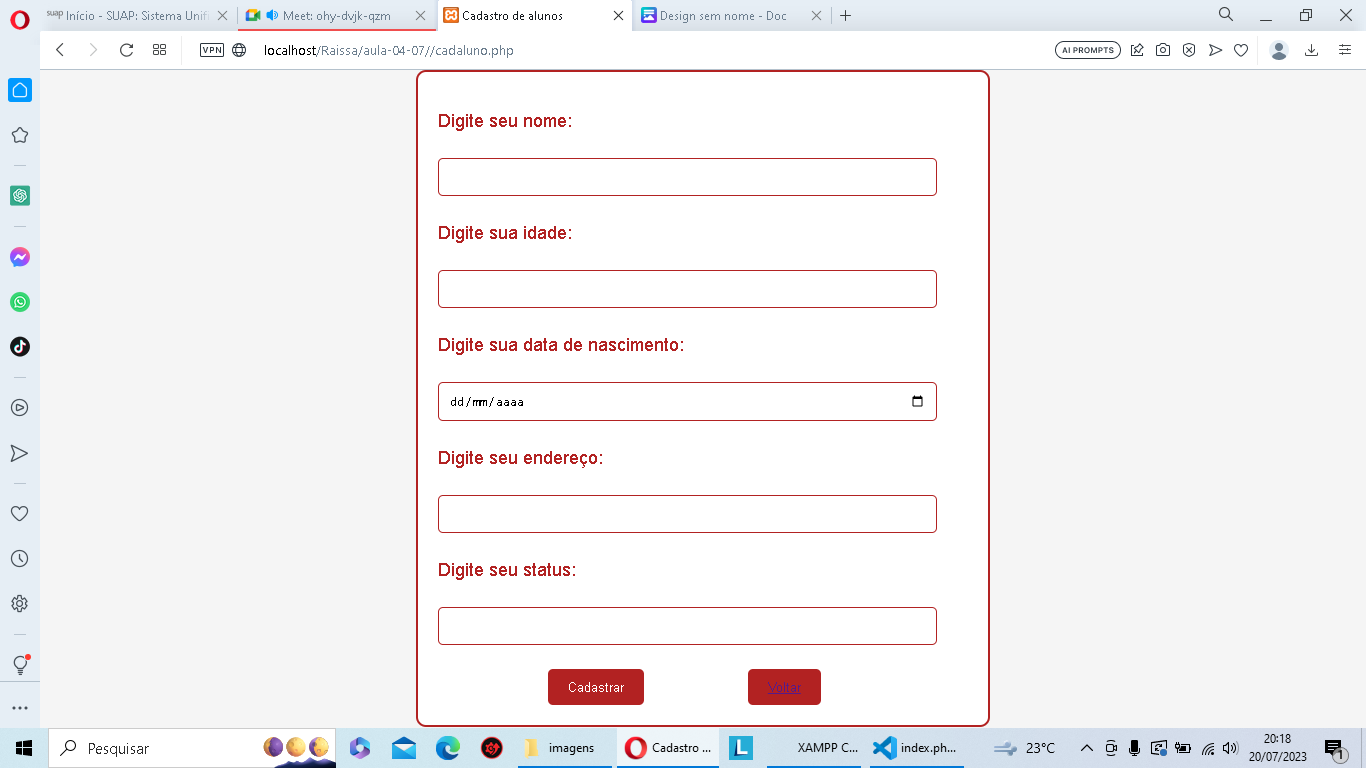 suap Início - SUAP: Sistema Unifi
Meet: ohy-dvjk-qzm
Cadastro de alunos
Design sem nome - Doc
VPN
localhost/Raissa/aula-04-07//cadaluno.php
AI PROMPTS
Digite seu nome:
Digite sua idade:
Digite sua data de nascimento:
dd/mm/aaaa
Digite seu endereço:
Digite seu status:
Cadastrar
Voltar
Pesquisar
imagens
Cadastro ...
L
XAMPP C...
index.ph...
23°C
20:18
20/07/2023
1